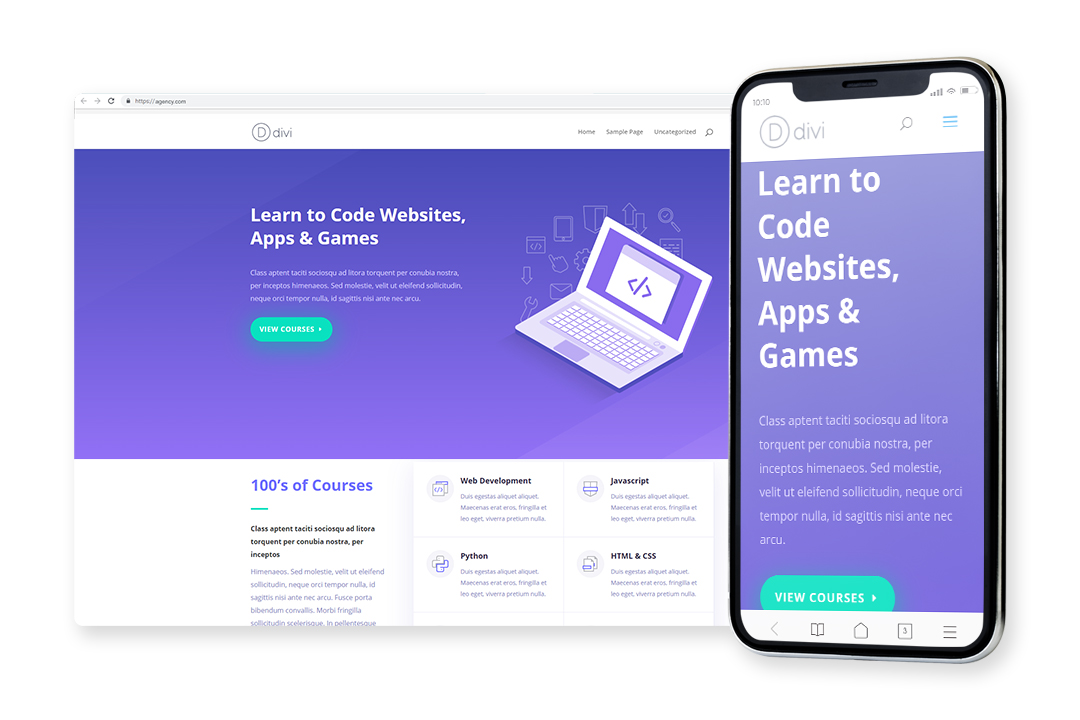 https://agency.com
D divi
Home Sample Page Uncategorized
Learn to Code Websites,
Apps & Games
Class aptent taciti sociosqu ad litora torquent per conubia nostra,
per inceptos himenaeos. Sed molestie, velit ut eleifend sollicitudin,
neque orci tempor nulla, id sagittis nisi ante nec arcu.
VIEW COURSES
</>
</>
100's of Courses
Class aptent taciti sociosqu ad litora
torquent per conubia nostra, per
inceptos
Himenaeos. Sed molestie, velit ut eleifend
sollicitudin, neque orci tempor nulla, id
sagittis nisi ante nec arcu. Fusce porta
bibendum convallis. Morbi fringilla
sollicitudin scelerisque. In pellentesque
</>
Web Development
Duis egestas aliquet aliquet.
Maecenas erat eros, fringilla et
leo eget, viverra pretium nulla.
Javascript
Duis egestas aliquet aliquet.
Maecenas erat eros, fringilla et
leo eget, viverra pretium nulla.
Python
Duis egestas aliquet aliquet.
Maecenas erat eros, fringilla et
leo eget, viverra pretium nulla.
HTML & CSS
Duis egestas aliquet aliquet.
Maecenas erat eros, fringilla et
leo eget, viverra pretium nulla.
10:10
D divi
Learn to
Code
Websites,
Apps &
Games
Class aptent taciti sociosqu ad litora
torquent per conubia nostra, per
inceptos himenaeos. Sed molestie,
velit ut eleifend sollicitudin, neque orci
tempor nulla, id sagittis nisi ante nec
arcu.
VIEW COURSES
3